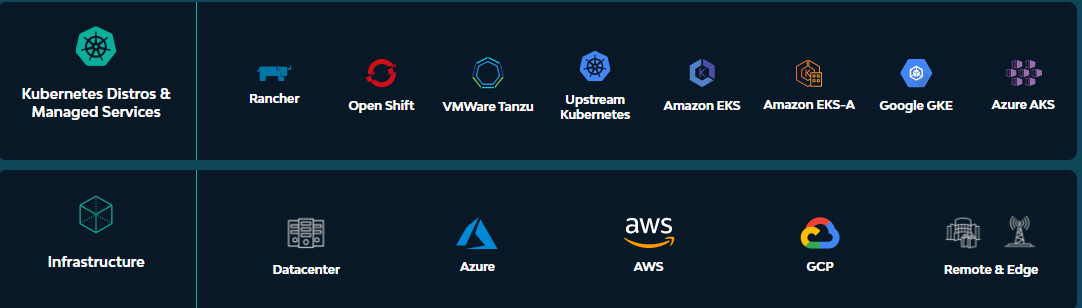 Kubernetes Distros &
Managed Services
Rancher
Open Shift
VMWare Tanzu
Upstream
Kubernetes
Amazon EKS
Amazon EKS-A
Google GKE
Azure AKS
Infrastructure
Datacenter
Azure
aws
AWS
GCP
Remote & Edge